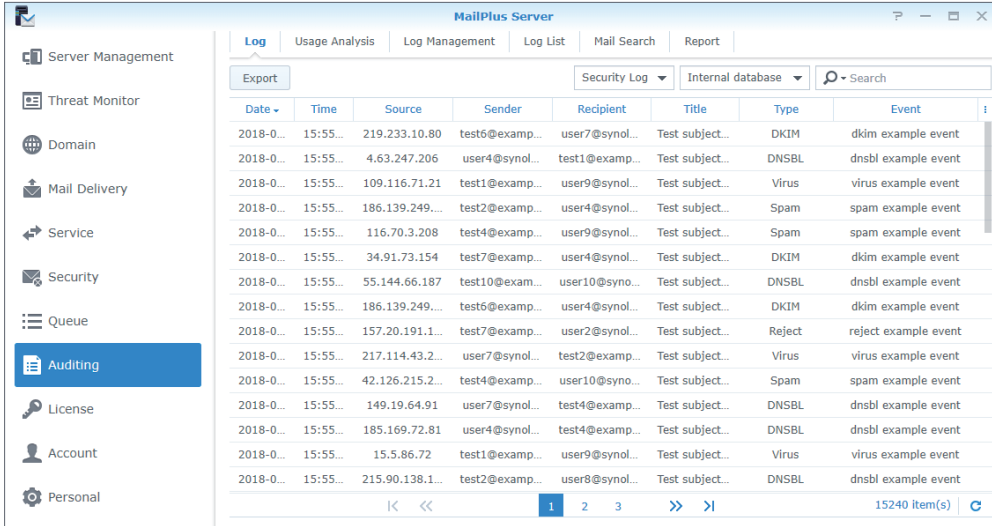 MailPlus Server
Server Management
Threat Monitor
Domain
Mail Delivery
Service
Security
Queue
Auditing
License
Account
Personal
Log Usage Analysis Log Management Log List Mail Search Report
Export Security Log Internal database Search
Date Time Source Sender Recipient Title Type Event
2018-0... 15:55... 219.233.10.80 test6@examp... user7@synol... Test subject... DKIM dkim example event
2018-0... 15:55... 4.63.247.206 user4@synol... test1@examp... Test subject... DNSBL dnsbl example event
2018-0... 15:55... 109.116.71.21 test1@examp... user9@synol... Test subject... Virus virus example event
2018-0... 15:55... 186.139.249.... test2@examp... user4@synol... Test subject... Spam spam example event
2018-0... 15:55... 116.70.3.208 test4@examp... user9@synol... Test subject... Spam spam example event
2018-0... 15:55... 34.91.73.154 test7@examp... user4@synol... Test subject... DKIM dkim example event
2018-0... 15:55... 55.144.66.187 test10@exam... user10@syno... Test subject... DNSBL dnsbl example event
2018-0... 15:55... 186.139.249.... test6@examp... user4@synol... Test subject... DKIM dkim example event
2018-0... 15:55... 157.20.191.1... test7@examp... user2@synol... Test subject... Reject reject example event
2018-0... 15:55... 217.114.43.2... user7@synol... test2@examp... Test subject... Virus virus example event
2018-0... 15:55... 42.126.215.2... test4@examp... user10@syno... Test subject... Spam spam example event
2018-0... 15:55... 149.19.64.91 user7@synol... test4@examp... Test subject... DNSBL dnsbl example event
2018-0... 15:55... 185.169.72.81 user4@synol... test4@examp... Test subject... DNSBL dnsbl example event
2018-0... 15:55... 15.5.86.72 test1@examp... user9@synol... Test subject... Virus virus example event
2018-0... 15:55... 215.90.138.1... test2@examp... user8@synol... Test subject... DNSBL dnsbl example event
1 2 3 15240 item(s)